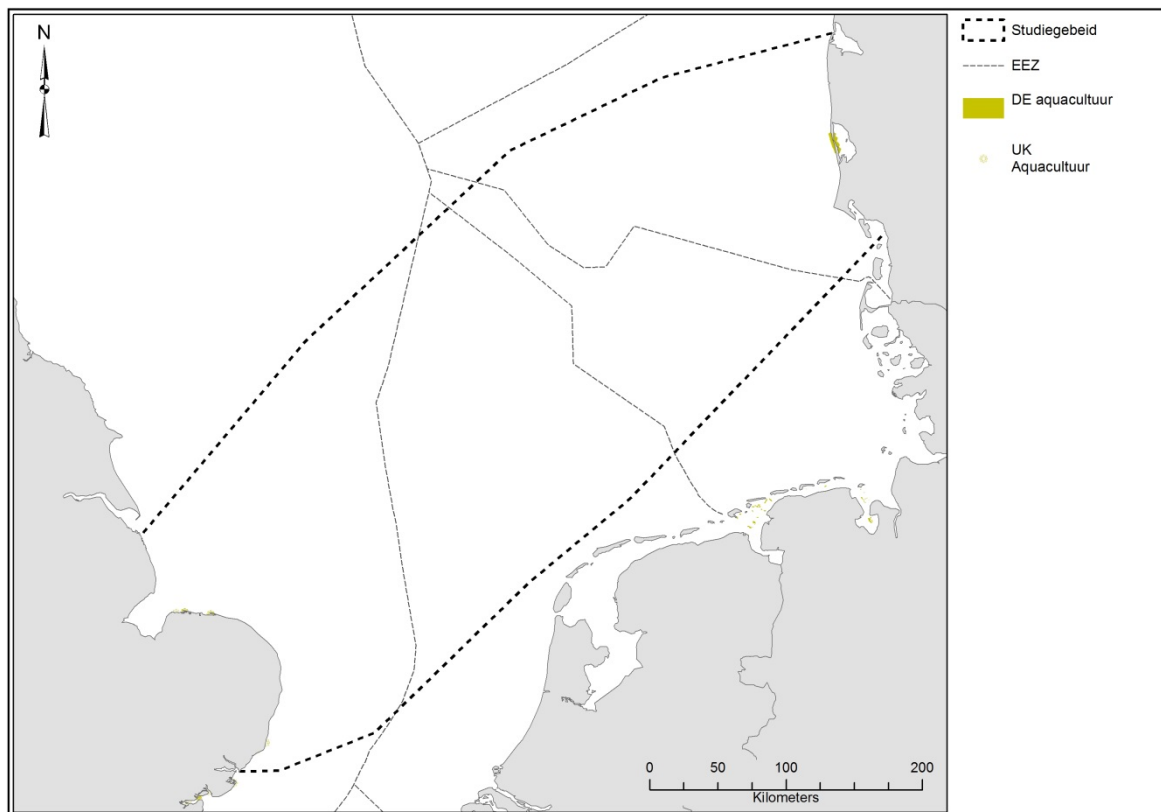 N
Studiegebeid
EEZ
DE aquacultuur
UK
Aquacultuur
0 50 100 200
Kilometers